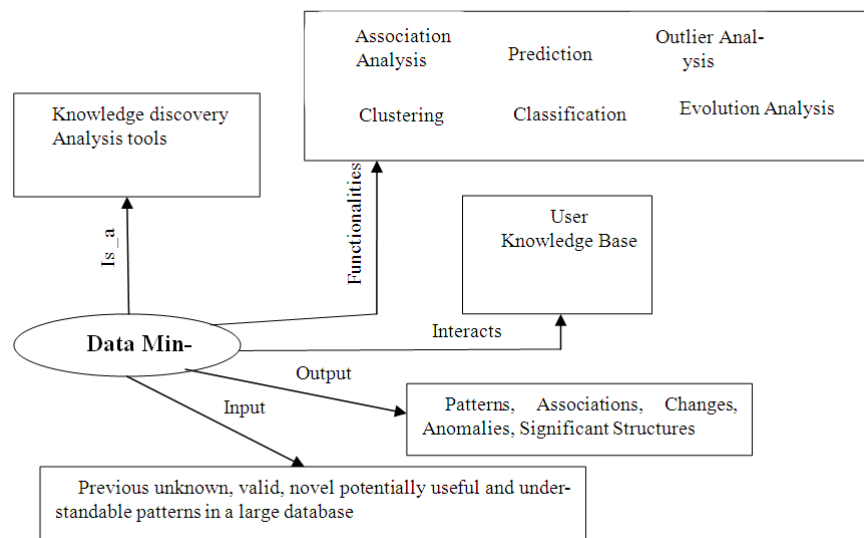 Association
Analysis
Prediction
Outlier Anal-
ysis
Clustering
Classification
Evolution Analysis
Knowledge discovery
Analysis tools
Is_a
Functionalities
User
Knowledge Base
Interacts
Data Min-
Output
Input
Patterns, Associations, Changes,
Anomalies, Significant Structures
Previous unknown, valid, novel potentially useful and under-
standable patterns in a large database